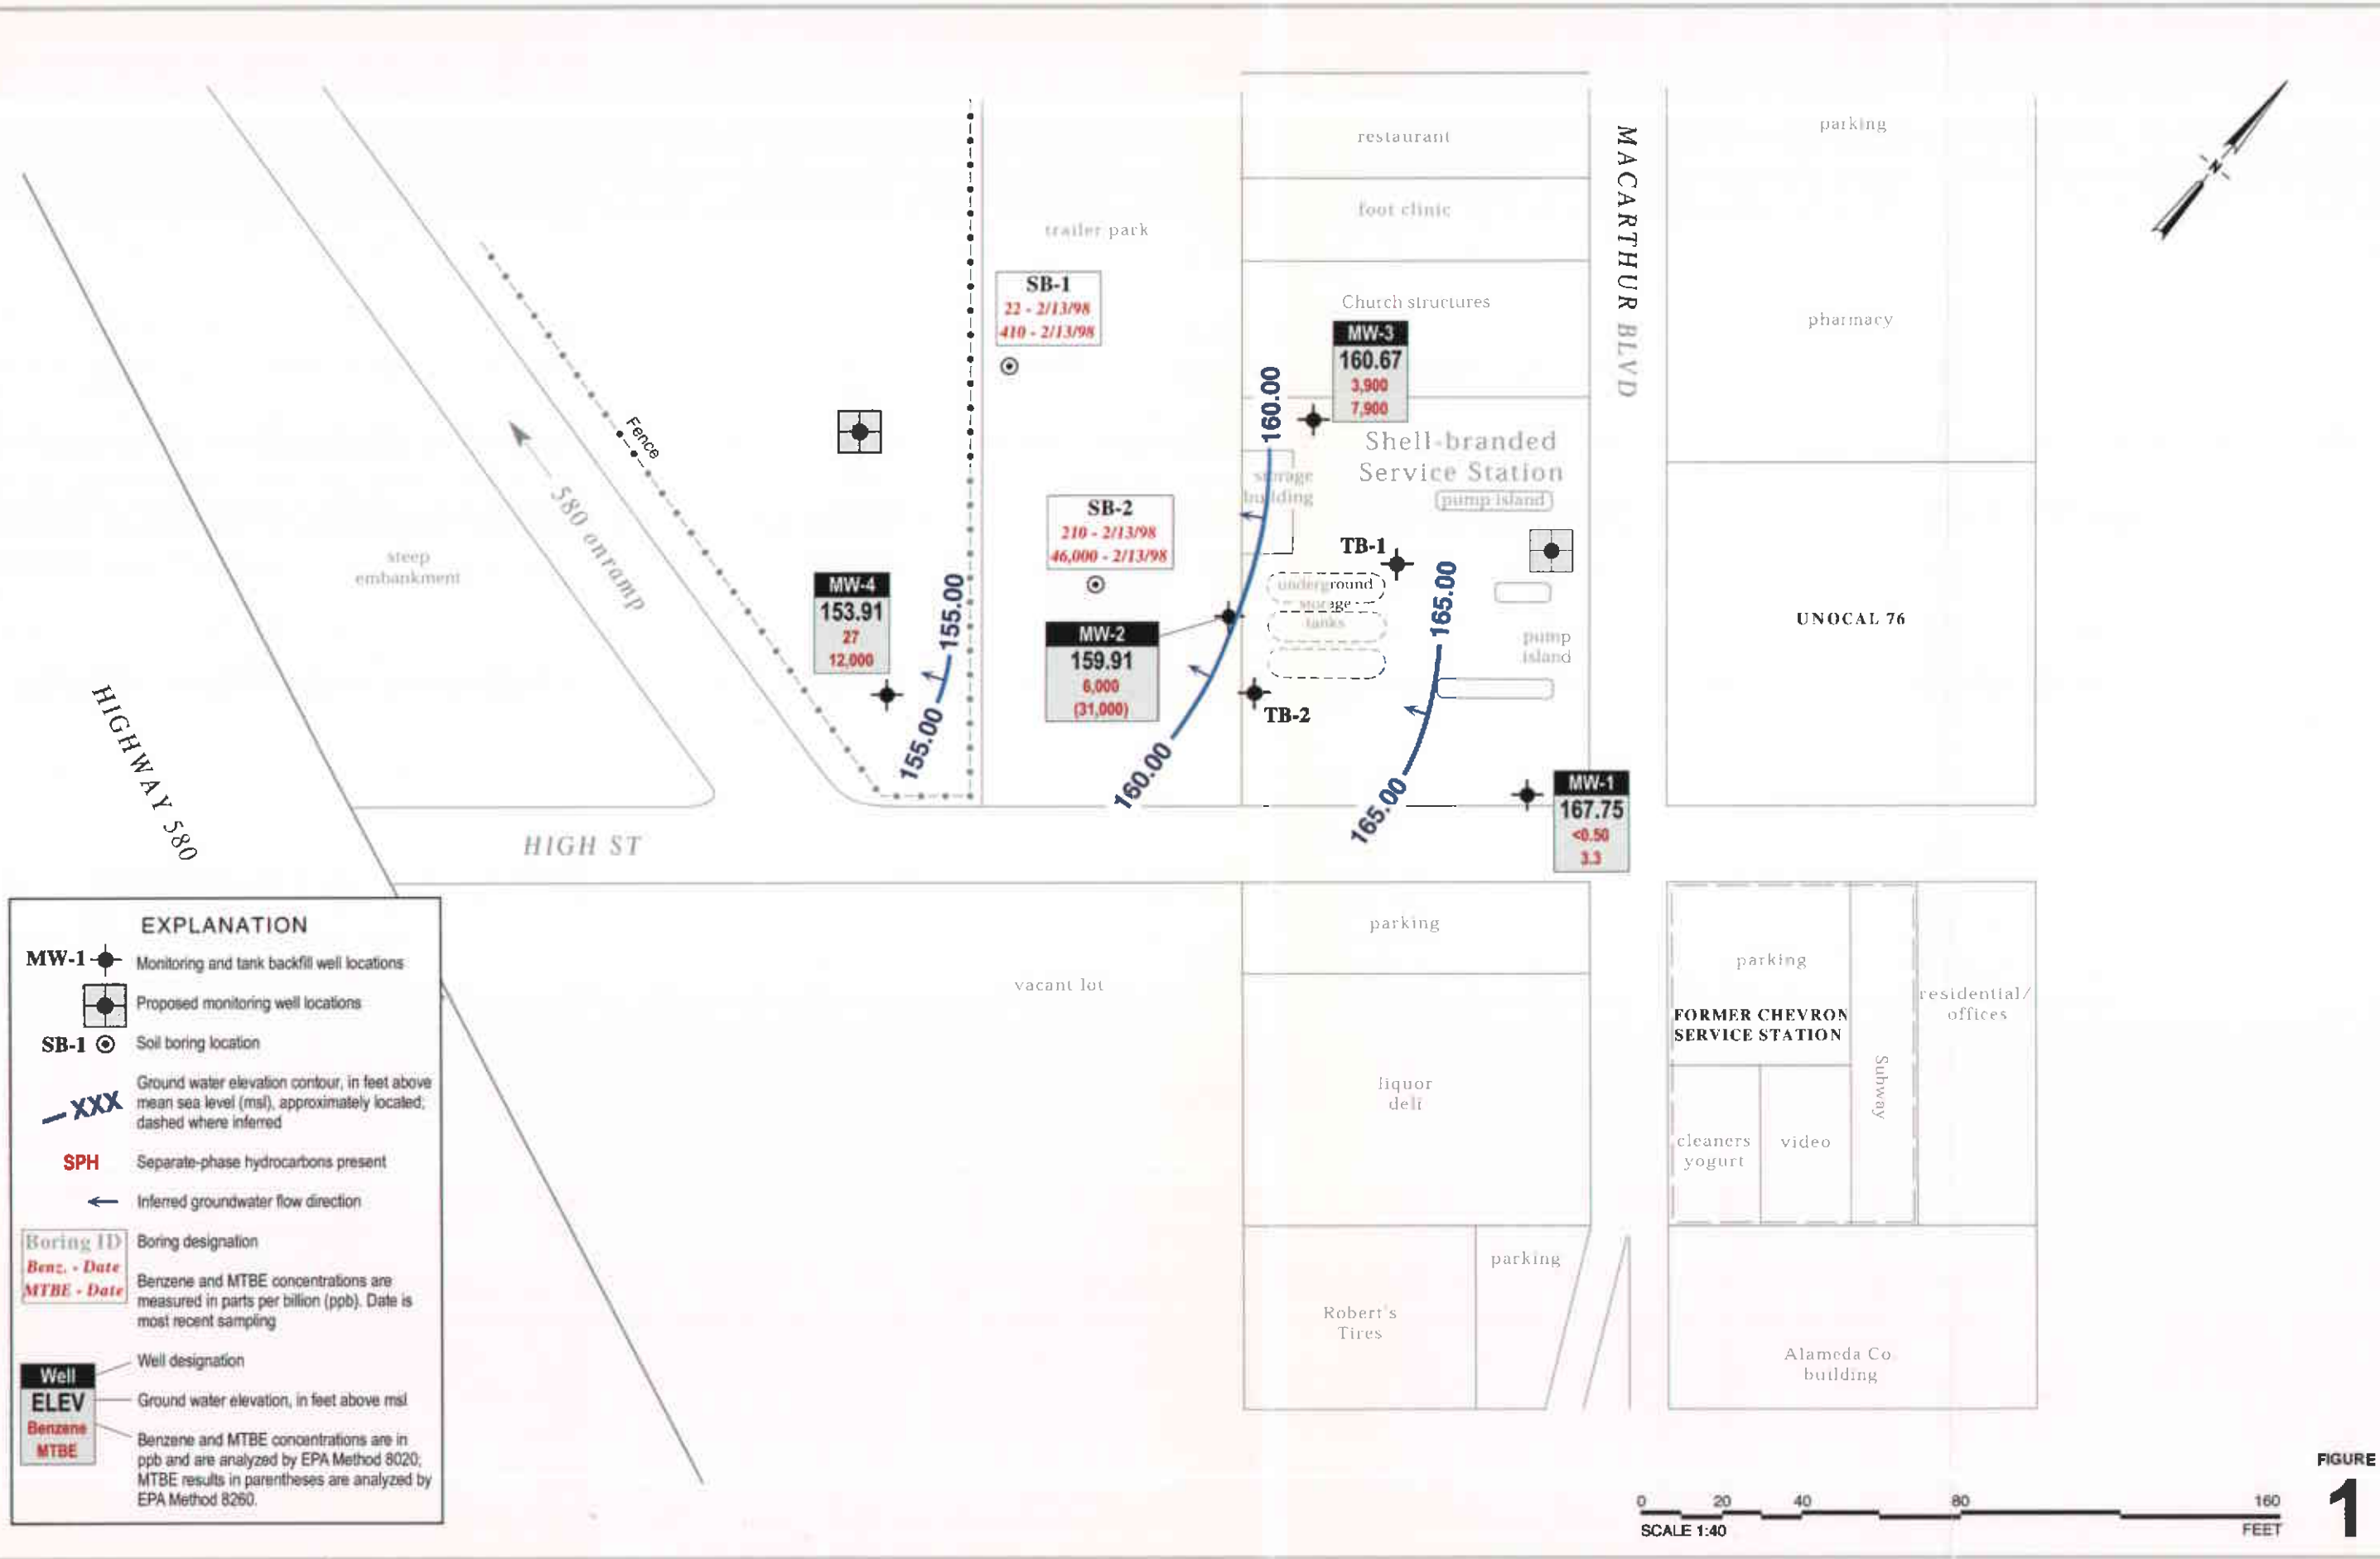 restaurant
foot clinic
Church structures
trailer park
MACARTHUR BLVD
parking
pharmacy
N
SB-1
22 - 2/13/98
410 - 2/13/98
MW-3
160.67
3,900
7,900
160.00
Shell-branded
Service Station
pump island
storage
building
Fence
580 onramp
steep
embankment
SB-2
210 - 2/13/98
46,000 - 2/13/98
TB-1
underground
storage
tanks
165.00
pump
island
UNOCAL 76
MW-4
153.91
27
12,000
155.00
155.00
MW-2
159.91
6,000
(31,000)
TB-2
160.00
165.00
MW-1
167.75
<0.50
3.3
HIGHWAY 580
HIGH ST
vacant lot
parking
liquor
deli
Robert's
Tires
parking
parking
FORMER CHEVRON
SERVICE STATION
Subway
residential/
offices
cleaners
yogurt
video
Alameda Co
building
EXPLANATION
MW-1 Monitoring and tank backfill well locations
Proposed monitoring well locations
SB-1 Soil boring location
XXX Ground water elevation contour, in feet above
mean sea level (msl), approximately located;
dashed where inferred
SPH Separate-phase hydrocarbons present
Inferred groundwater flow direction
Boring ID
Benz. - Date
MTBE - Date
Boring designation
Benzene and MTBE concentrations are
measured in parts per billion (ppb). Date is
most recent sampling
Well
ELEV
Benzene
MTBE
Well designation
Ground water elevation, in feet above msl
Benzene and MTBE concentrations are in
ppb and are analyzed by EPA Method 8020;
MTBE results in parentheses are analyzed by
EPA Method 8260.
0 20 40 80 160
SCALE 1:40 FEET
FIGURE
1